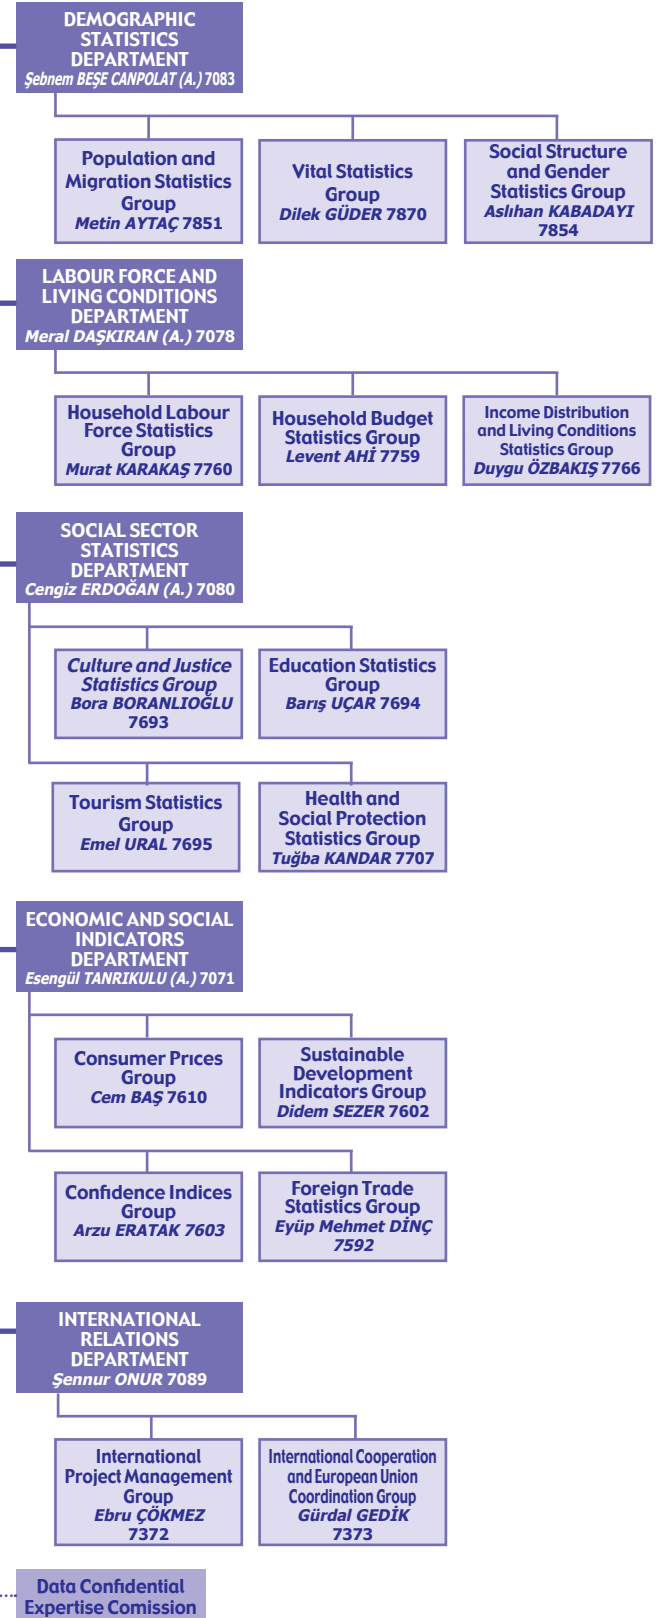 DEMOGRAPHIC
STATISTICS
DEPARTMENT
Şebnem BEŞE CANPOLAT (A.) 7083
Population and
Migration Statistics
Group
Metin AYTAÇ 7851
Vital Statistics
Group
Dilek GÜDER 7870
Social Structure
and Gender
Statistics Group
Aslıhan KABADAYI
7854
LABOUR FORCE AND
LIVING CONDITIONS
DEPARTMENT
Meral DAŞKIRAN (A.) 7078
Household Labour
Force Statistics
Group
Murat KARAKAŞ 7760
Household Budget
Statistics Group
Levent AHİ 7759
Income Distribution
and Living Conditions
Statistics Group
Duygu ÖZBAKIŞ 7766
SOCIAL SECTOR
STATISTICS
DEPARTMENT
Cengiz ERDOĞAN (A.) 7080
Culture and Justice
Statistics Group
Bora BORANLIOĞLU
7693
Education Statistics
Group
Barış UÇAR 7694
Tourism Statistics
Group
Emel URAL 7695
Health and
Social Protection
Statistics Group
Tuğba KANDAR 7707
ECONOMIC AND SOCIAL
INDICATORS
DEPARTMENT
Esengül TANRIKULU (A.) 7071
Consumer Prıces
Group
Cem BAŞ 7610
Sustainable
Development
Indicators Group
Didem SEZER 7602
Confıdence Indices
Group
Arzu ERATAK 7603
Foreign Trade
Statistics Group
Eyüp Mehmet DİNÇ
7592
INTERNATIONAL
RELATIONS
DEPARTMENT
Şennur ONUR 7089
International
Project Management
Group
Ebru ÇÖKMEZ
7372
International Cooperation
and European Union
Coordination Group
Gürdal GEDİK
7373
Data Confidential
Expertise Comission